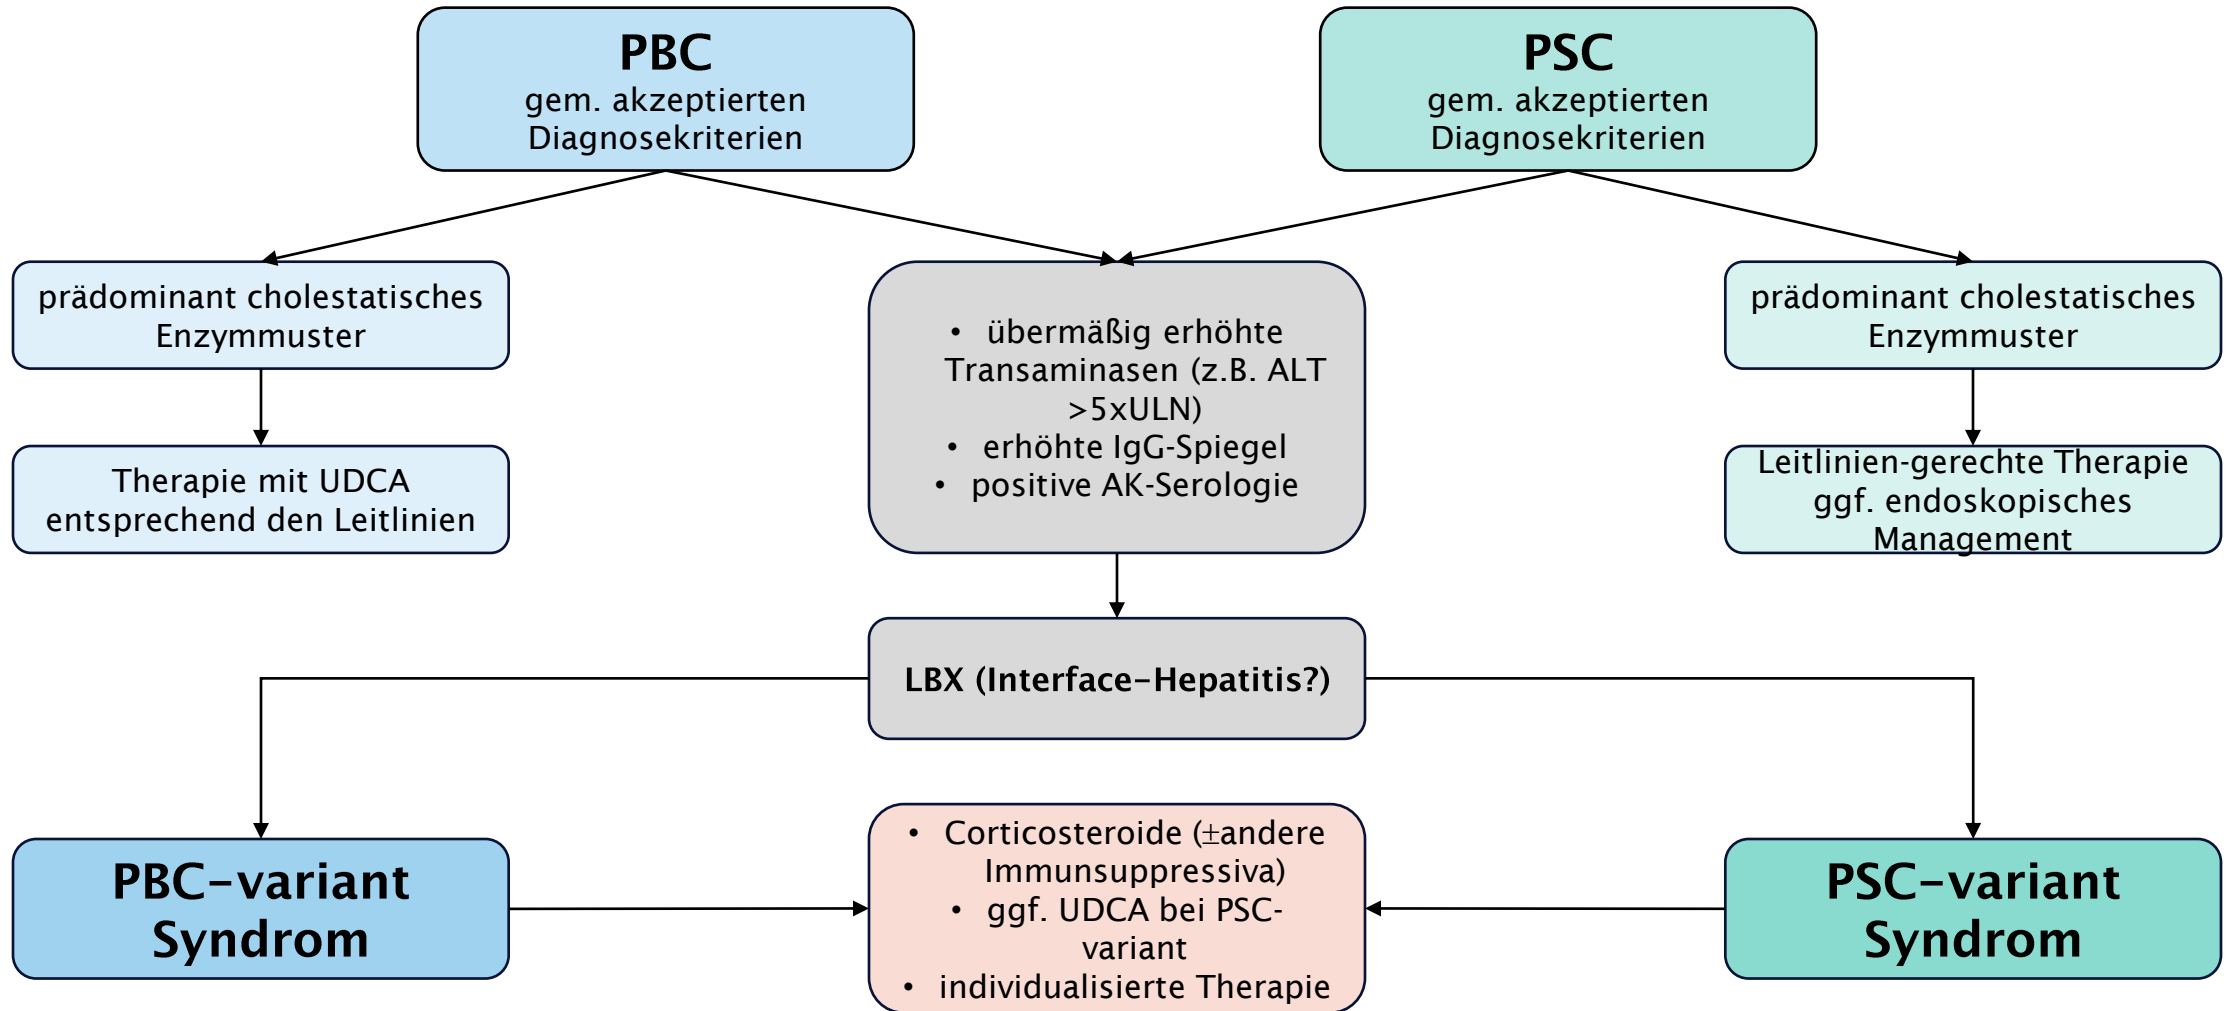 PBC
gem. akzeptierten
Diagnosekriterien
PSC
gem. akzeptierten
Diagnosekriterien
prädominant cholestatisches
Enzymmuster
• übermäßig erhöhte
Transaminasen (z.B. ALT
>5xULN)
• erhöhte IgG-Spiegel
• positive AK-Serologie
prädominant cholestatisches
Enzymmuster
Therapie mit UDCA
entsprechend den Leitlinien
Leitlinien-gerechte Therapie
ggf. endoskopisches
Management
LBX (Interface-Hepatitis?)
PBC-variant
Syndrom
• Corticosteroide (±andere
Immunsuppressiva)
• ggf. UDCA bei PSC-
variant
• individualisierte Therapie
PSC-variant
Syndrom